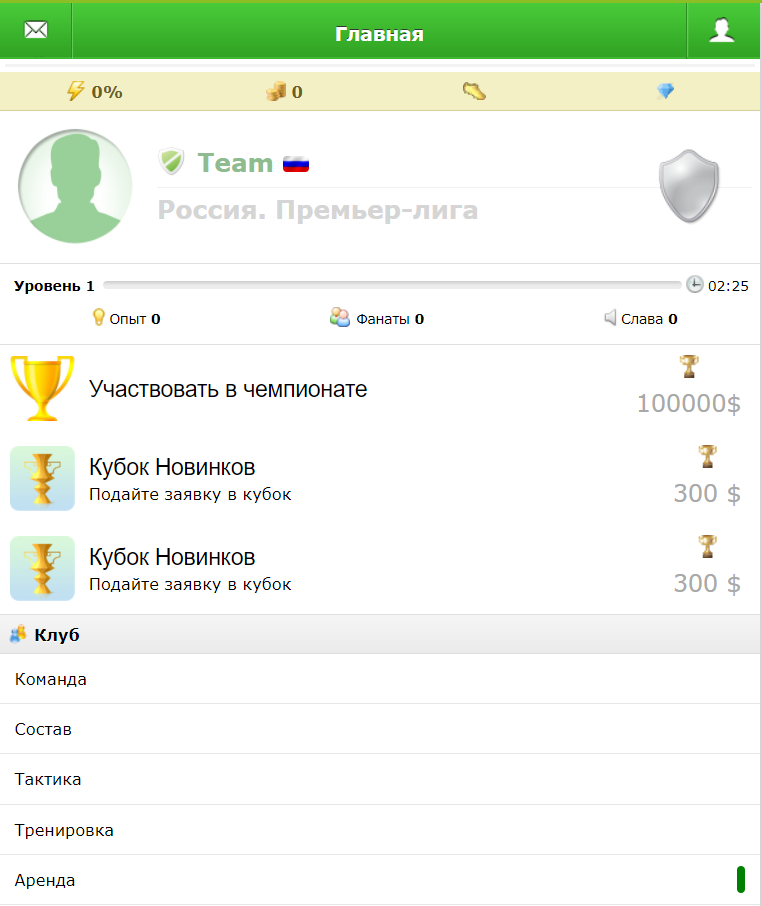 Главная
0% 0
Team
Россия. Премьер-лига
Уровень 1 02:25
Опыт 0 Фанаты 0 Слава 0
Участвовать в чемпионате
100000$
Кубок Новинков
Подайте заявку в кубок
300 $
Кубок Новинков
Подайте заявку в кубок
300 $
Клуб
Команда
Состав
Тактика
Тренировка
Аренда